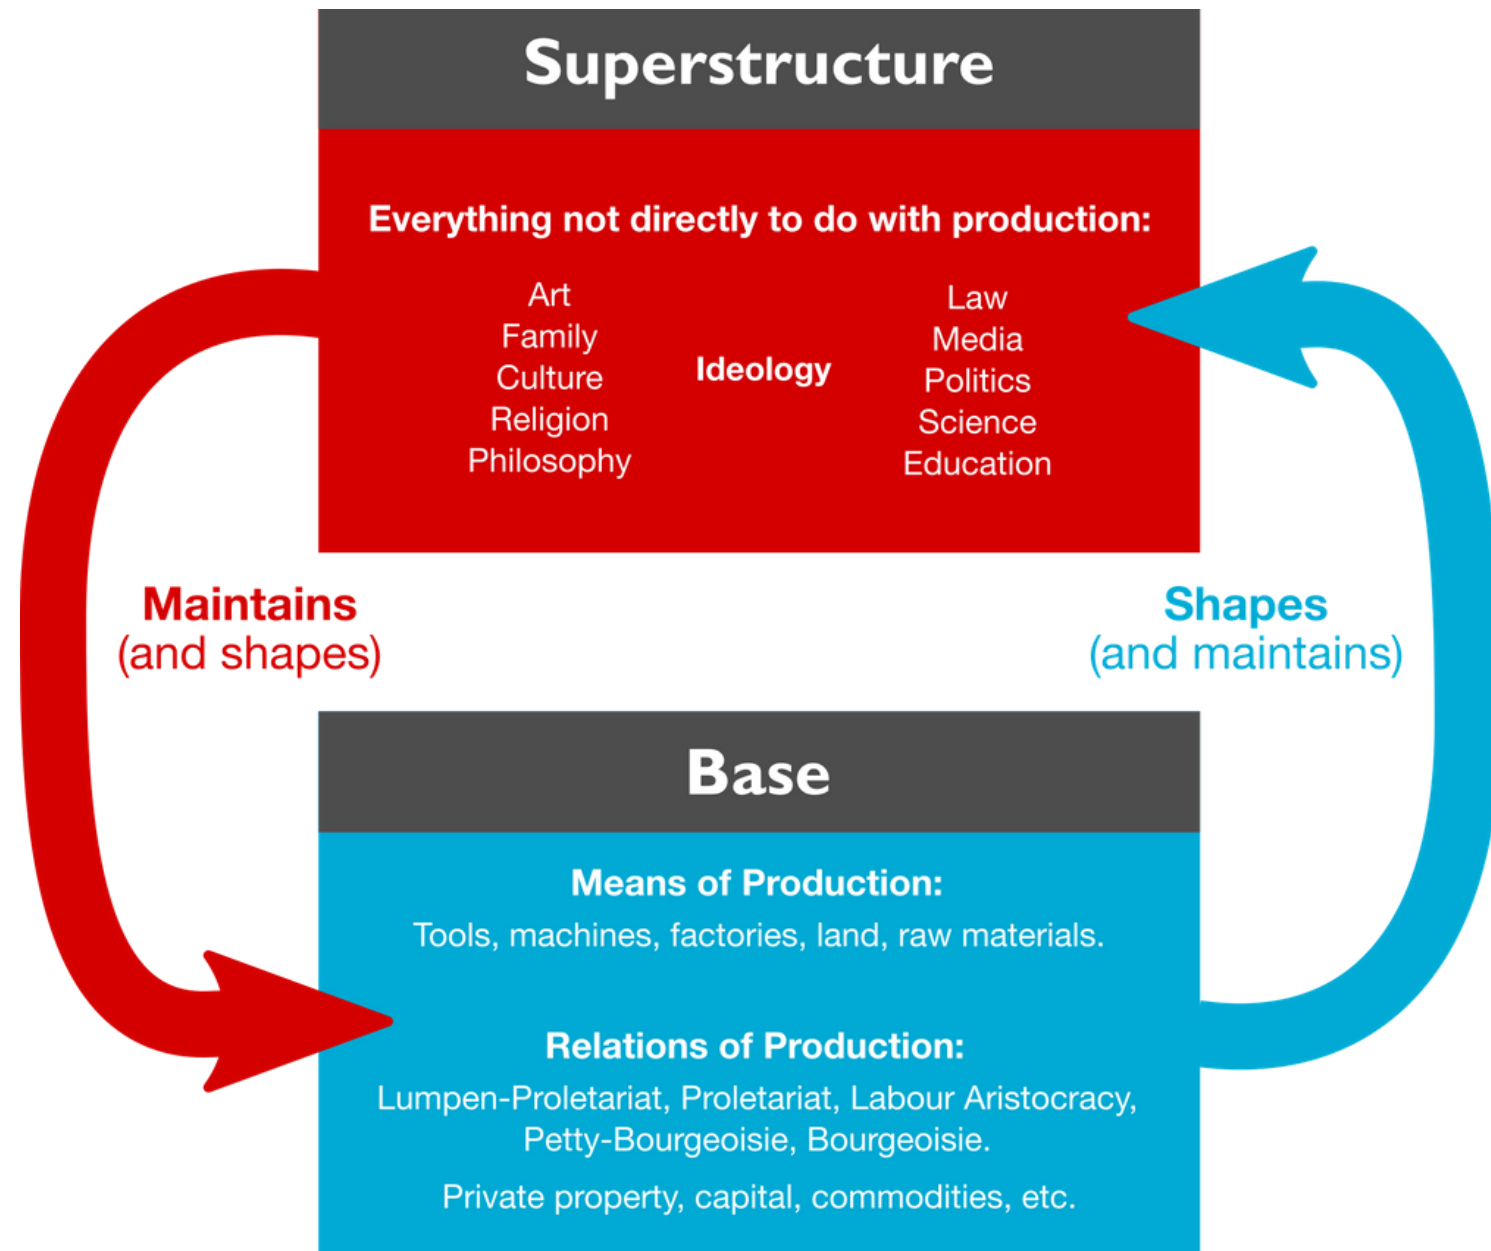 Superstructure
Everything not directly to do with production:
Art
Family
Culture
Religion
Philosophy
Ideology
Law
Media
Politics
Science
Education
Maintains
(and shapes)
Shapes
(and maintains)
Base
Means of Production:
Tools, machines, factories, land, raw materials.
Relations of Production:
Lumpen-Proletariat, Proletariat, Labour Aristocracy,
Petty-Bourgeoisie, Bourgeoisie.
Private property, capital, commodities, etc.